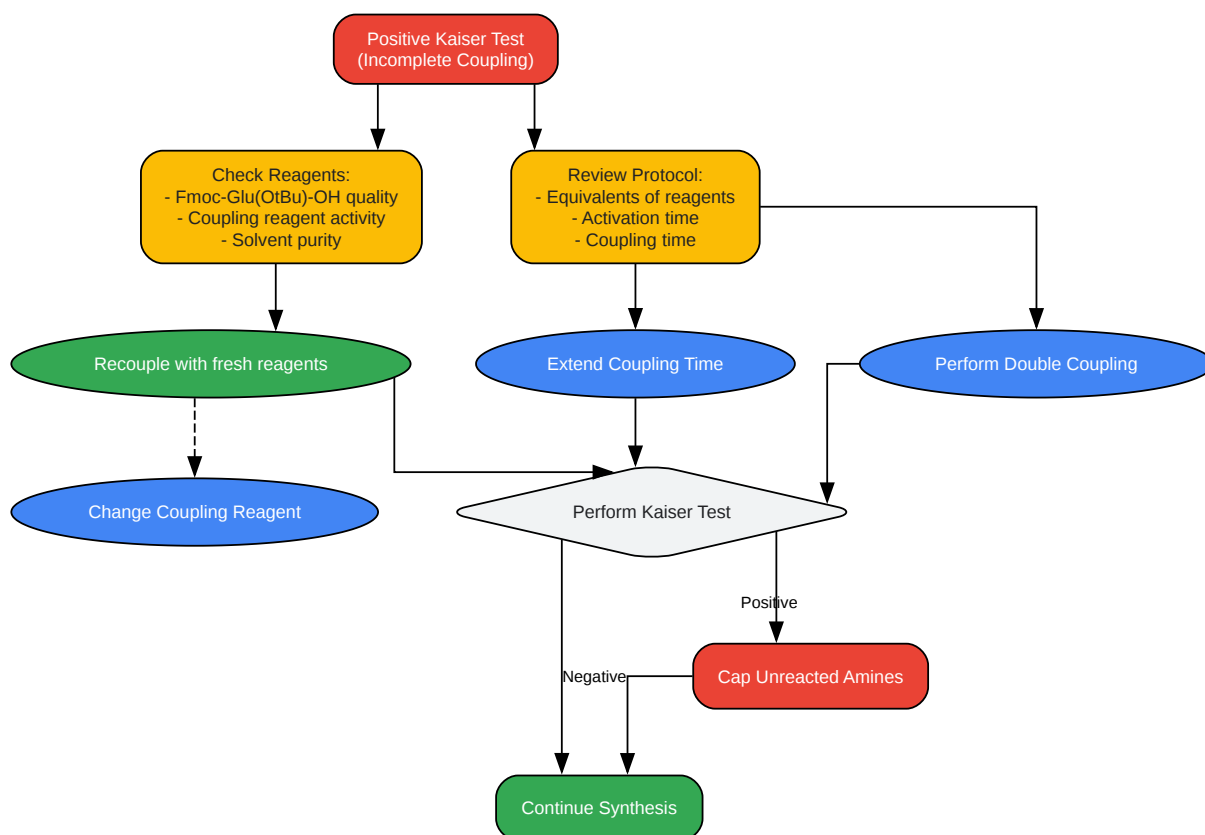 Positive Kaiser Test
(Incomplete Coupling)
Check Reagents:
- Fmoc-Glu(OtBu)-OH quality
- Coupling reagent activity
- Solvent purity
Review Protocol:
- Equivalents of reagents
- Activation time
- Coupling time
Recouple with fresh reagents
Extend Coupling Time
Perform Double Coupling
Change Coupling Reagent
Perform Kaiser Test
Positive
Negative
Cap Unreacted Amines
Continue Synthesis